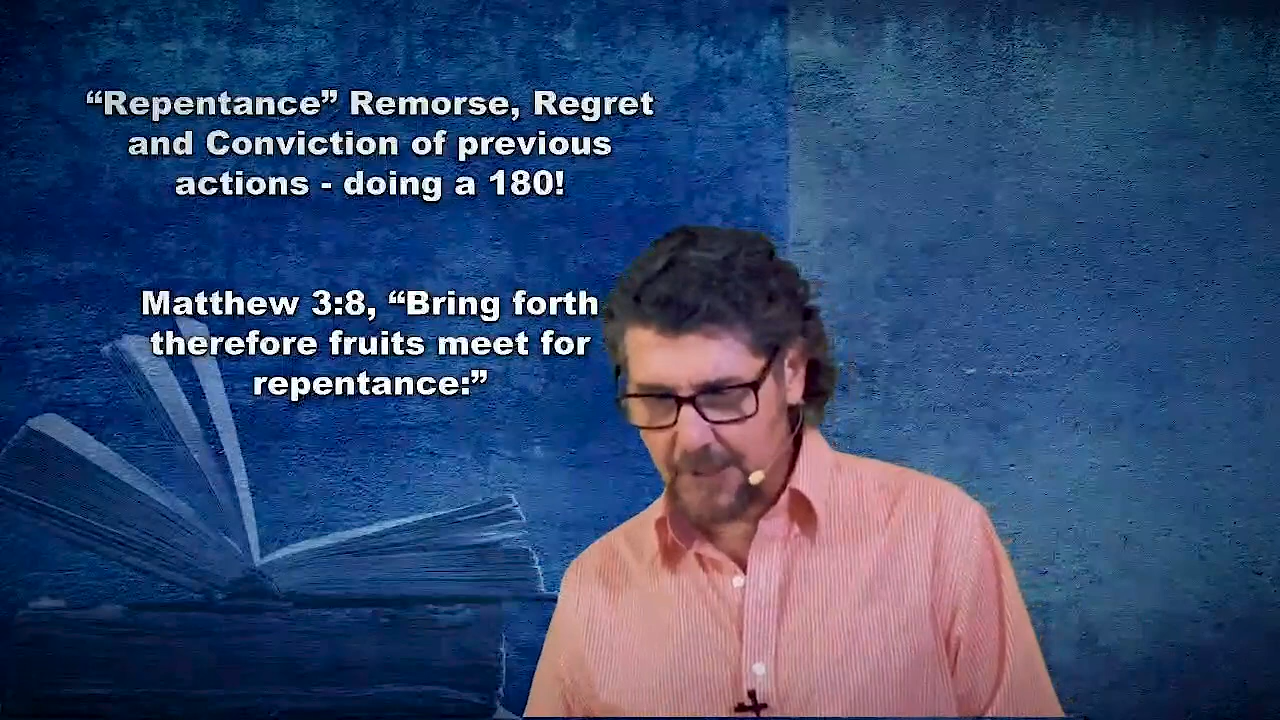 “Repentance” Remorse, Regret
and Conviction of previous
actions - doing a 180!
Matthew 3:8, “Bring forth
therefore fruits meet for
repentance:”